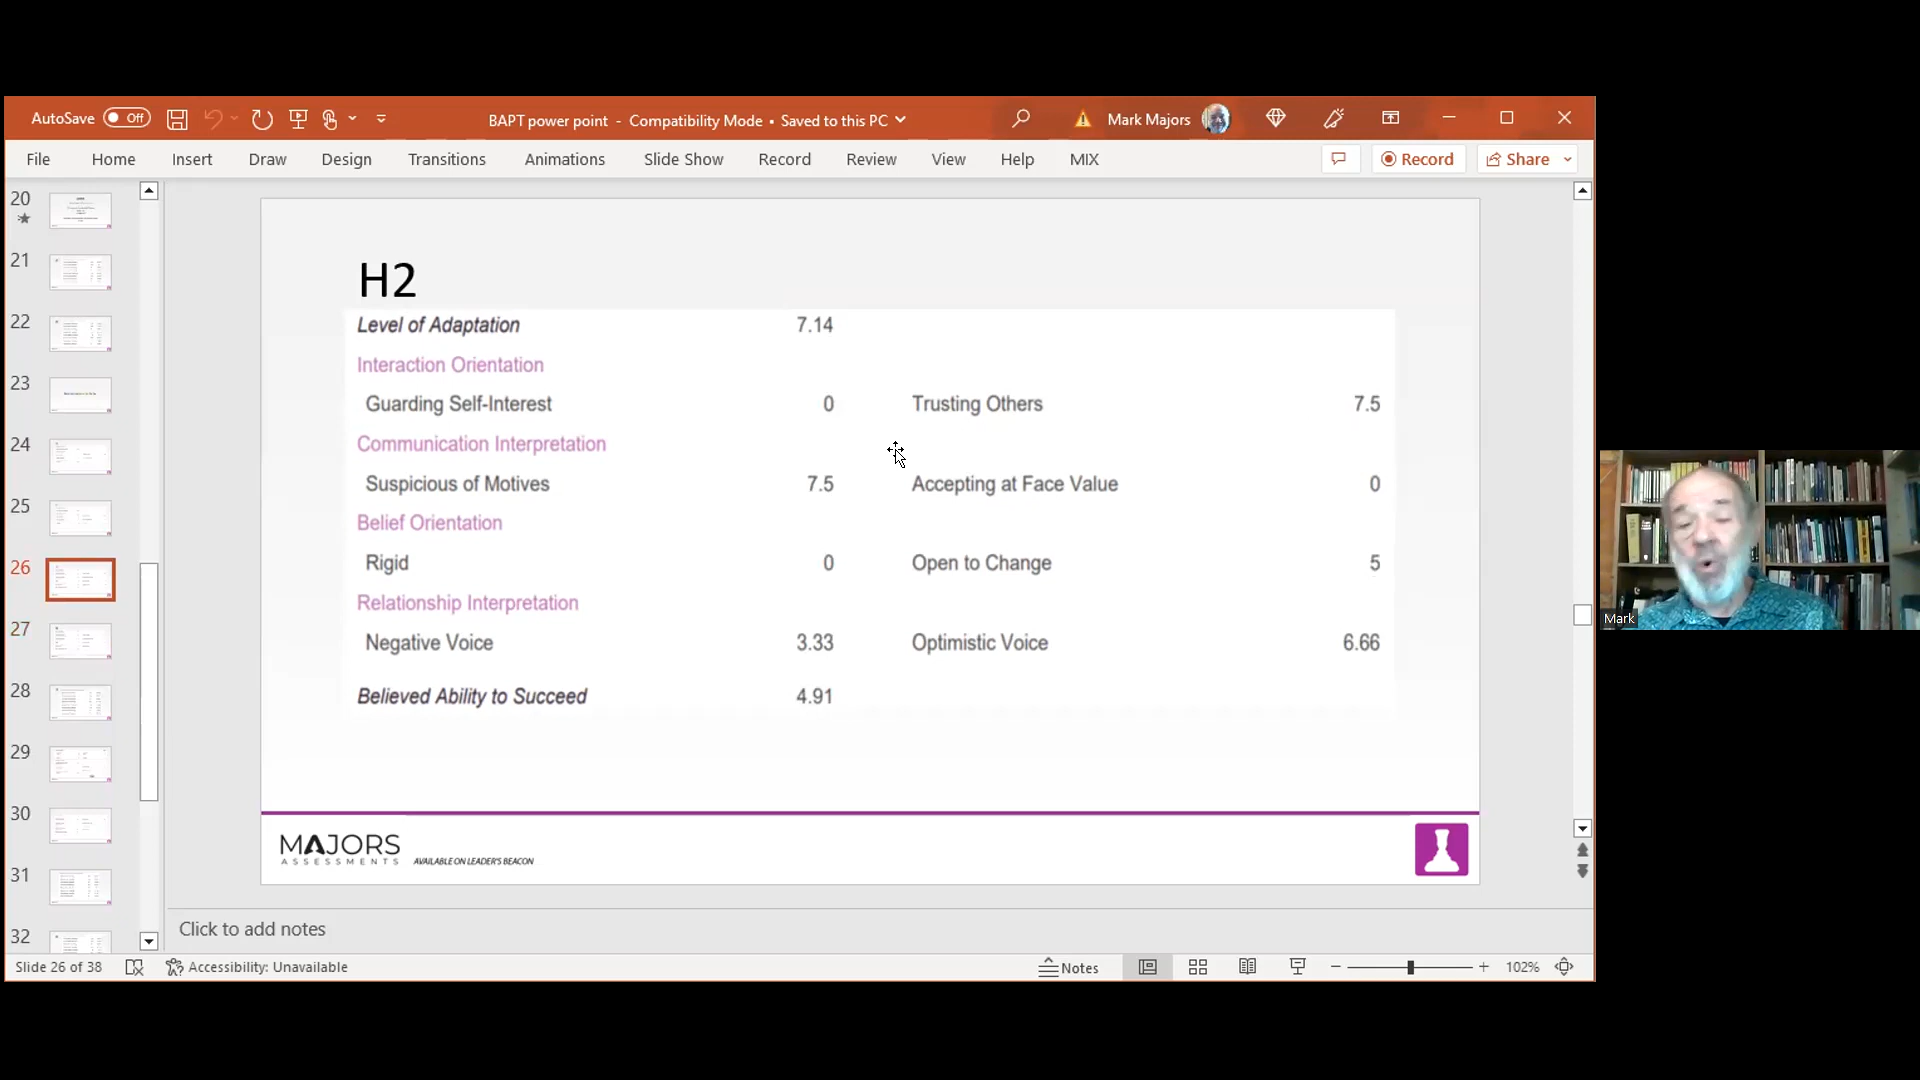 AutoSave Off BAPT power point - Compatibility Mode • Saved to this PC Mark Majors
File Home Insert Draw Design Transitions Animations Slide Show Record Review View Help MIX Record Share
20
21
22
23
24
25
26
27
28
29
30
31
32
H2
Level of Adaptation 7.14
Interaction Orientation
Guarding Self-Interest 0 Trusting Others 7.5
Communication Interpretation
Suspicious of Motives 7.5 Accepting at Face Value 0
Belief Orientation
Rigid 0 Open to Change 5
Relationship Interpretation
Negative Voice 3.33 Optimistic Voice 6.66
Believed Ability to Succeed 4.91
MAJORS
ASSESSMENTS AVAILABLE ON LEADER'S BEACON
Click to add notes
Slide 26 of 38 Accessibility: Unavailable Notes 102%
Mark